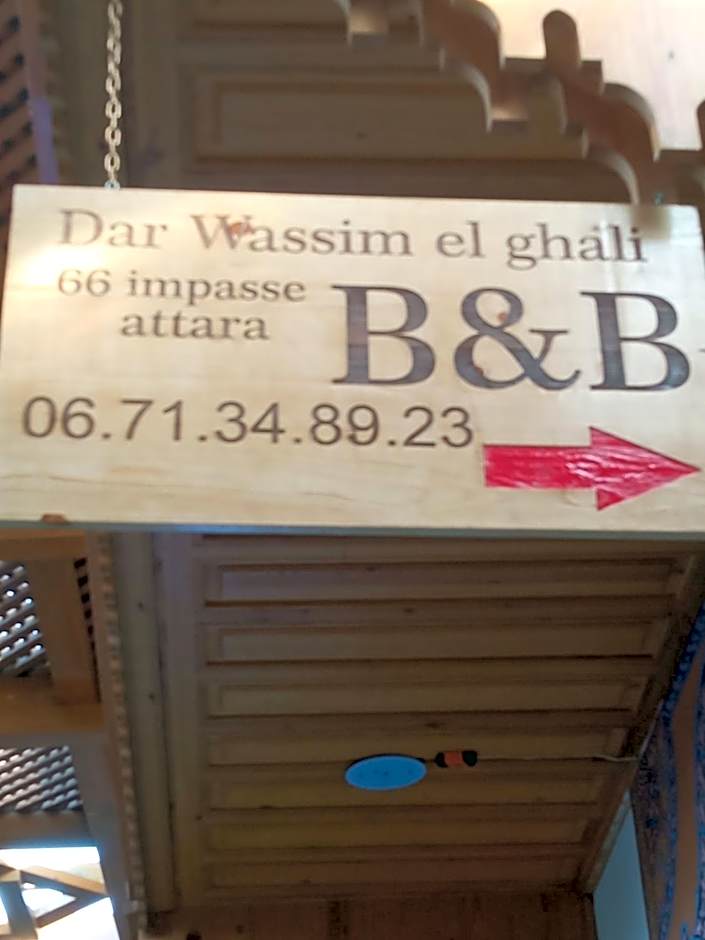 Dar Wassim el ghali
66 impasse
attara
B&B
06.71.34.89.23